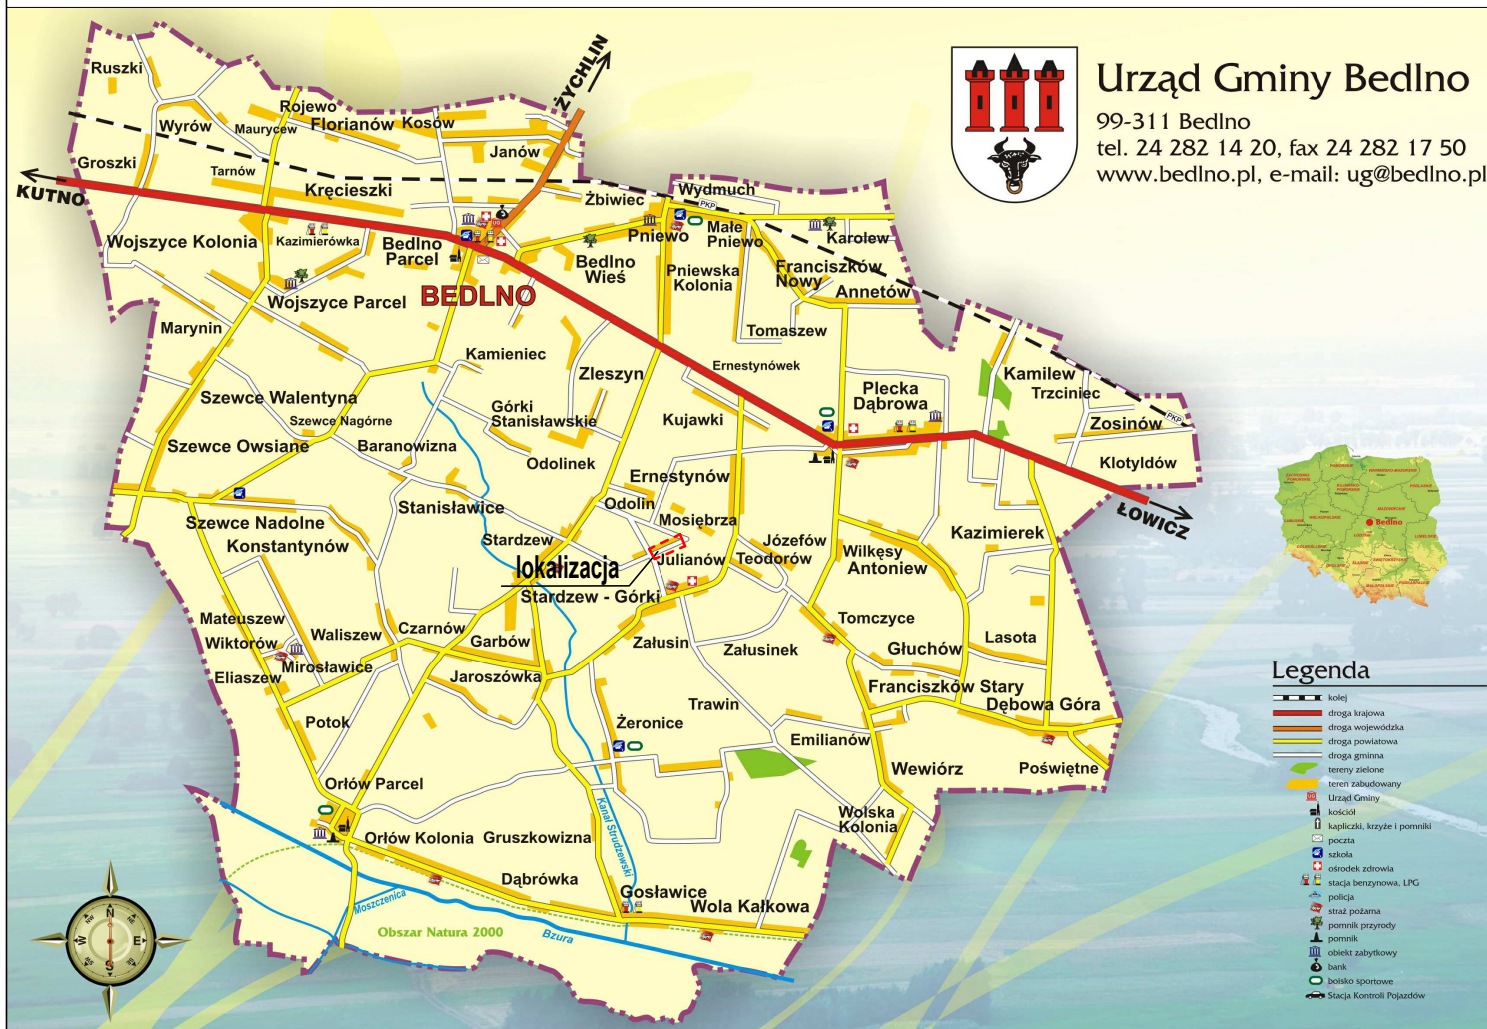 Urząd Gminy Bedlno
99-311 Bedlno
tel. 24 282 14 20, fax 24 282 17 50
www.bedlno.pl, e-mail: ug@bedlno.pl
ŻYCHLIN
Ruszki
Rojewo
Wyrów
Maurycew
Florianów
Kosów
Janów
Groszki
Tarnów
KUTNO
Kręcieszki
Żbiwiec
Wydmuch
PKP
Wojszyce Kolonia
Kazimierówka
Bedlno
Parcel
Pniewo
Małe
Pniewo
Karolew
Bedlno
Wieś
Pniewska
Kolonia
Franciszków
Nowy
Annetów
Wojszyce Parcel
BEDLNO
Marynin
Tomaszew
Kamieniec
Zleszyn
Ernestynówek
Kamilew
Trzciniec
Plecka
Dąbrowa
Szewce Walentyna
Górki
Stanisławskie
Kujawki
PKP
Szewce Nagórne
Zosinów
Szewce Owsiane
Baranowizna
Odolinek
Klotyldów
Ernestynów
Stanisławice
Odolin
ŁOWICZ
Szewce Nadolne
Mosiębrza
Konstantynów
Stardzew
Józefów
Kazimierek
Julianów
Teodorów
Wilkęsy
Antoniew
lokalizacja
Stardzew - Górki
Mateuszew
Waliszew
Czarnów
Garbów
Wiktorów
Załusin
Załusinek
Tomczyce
Głuchów
Lasota
Mirosławice
Eliaszew
Jaroszówka
Franciszków Stary
Dębowa Góra
Potok
Trawin
Żeronice
Emilianów
Wewiórz
Poświętne
Orłów Parcel
Kanał Strudzewski
Wolska
Kolonia
Orłów Kolonia
Gruszkowizna
Dąbrówka
Gosławice
Wola Kałkowa
Moszczenica
Obszar Natura 2000
Bzura
N
NE
E
S
W
NW
Bedlno
Legenda
kolej
droga krajowa
droga wojewódzka
droga powiatowa
droga gminna
tereny zielone
teren zabudowany
Urząd Gminy
kościół
kapliczki, krzyże i pomniki
poczta
szkoła
ośrodek zdrowia
stacja benzynowa, LPG
policja
straż pożarna
pomnik przyrody
pomnik
obiekt zabytkowy
bank
boisko sportowe
Stacja Kontroli Pojazdów